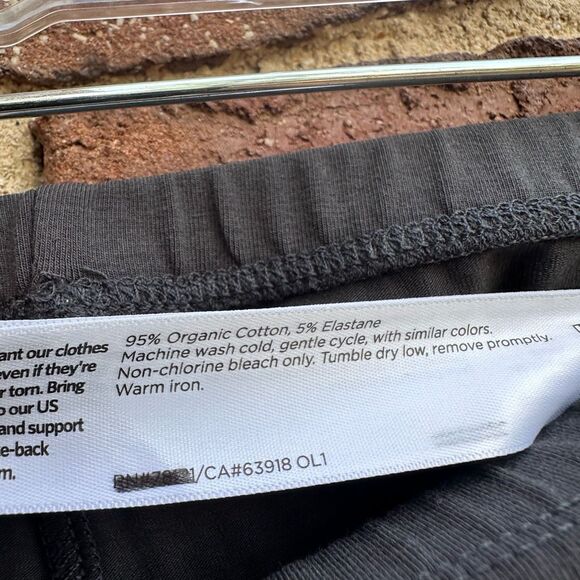 ant our clothes
even if they're
r torn. Bring
o our US
and support
e-back
m.
95% Organic Cotton, 5% Elastane
Machine wash cold, gentle cycle, with similar colors.
Non-chlorine bleach only. Tumble dry low, remove promptly.
Warm iron.
/CA#63918 OL1